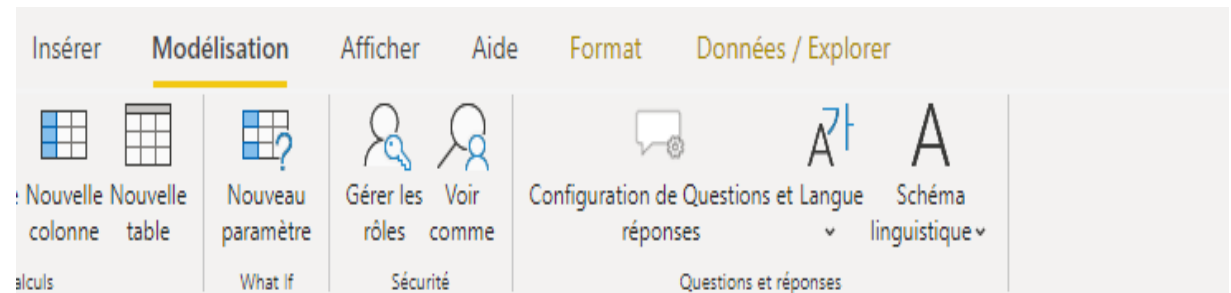 Insérer Modélisation Afficher Aide Format Données / Explorer
Nouvelle Nouvelle Nouveau Gérer les Voir Configuration de Questions et Langue Schéma
colonne table paramètre rôles comme réponses linguistique
What If Sécurité Questions et réponses